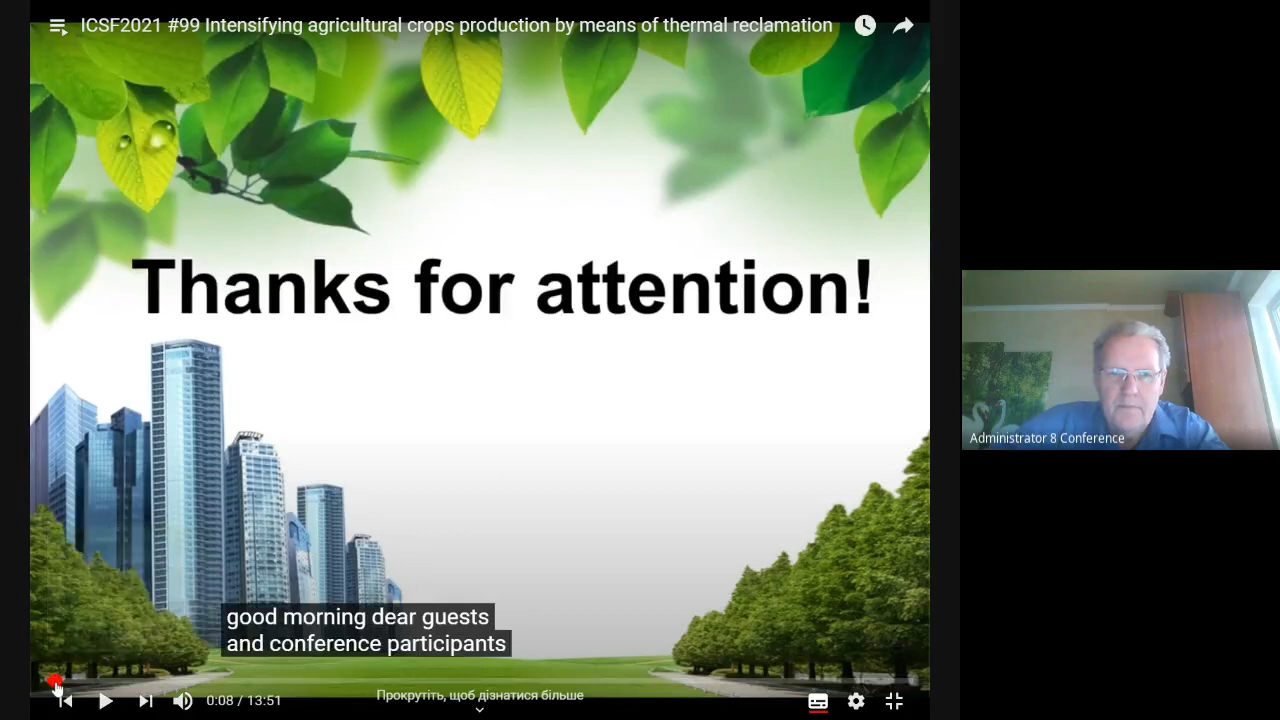 ICSF2021 #99 Intensifying agricultural crops production by means of thermal reclamation
Thanks for attention!
Administrator 8 Conference
good morning dear guests
and conference participants
0:08 / 13:51
Прокрутіть, щоб дізнатися більше